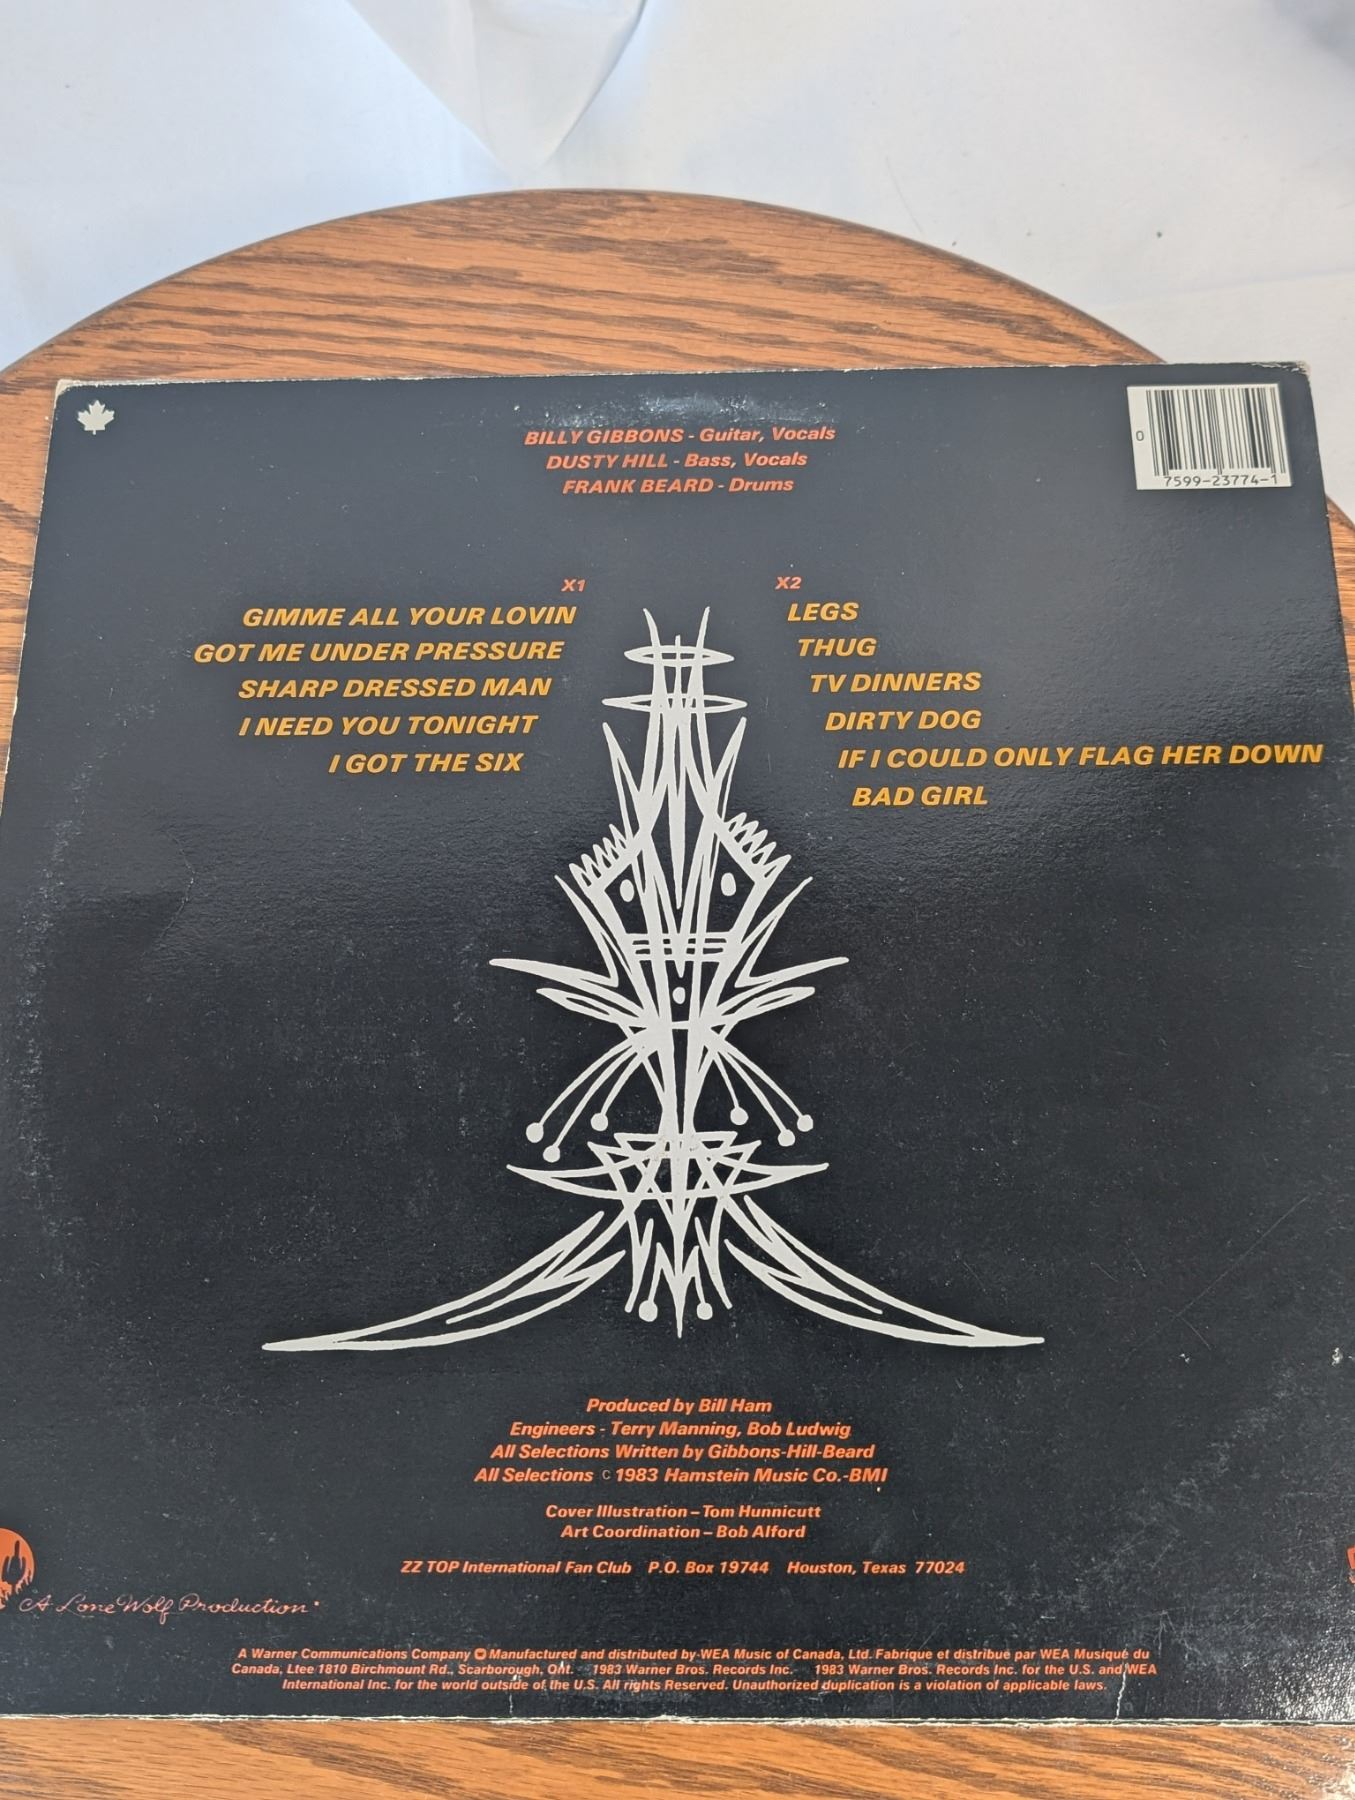 BILLY GIBBONS - Guitar, Vocals
DUSTY HILL - Bass, Vocals
FRANK BEARD - Drums
0
7599-23774-1
X1
GIMME ALL YOUR LOVIN
GOT ME UNDER PRESSURE
SHARP DRESSED MAN
I NEED YOU TONIGHT
I GOT THE SIX
X2
LEGS
THUG
TV DINNERS
DIRTY DOG
IF I COULD ONLY FLAG HER DOWN
BAD GIRL
Produced by Bill Ham
Engineers - Terry Manning, Bob Ludwig
All Selections Written by Gibbons-Hill-Beard
All Selections © 1983 Hamstein Music Co.-BMI
Cover Illustration – Tom Hunnicutt
Art Coordination – Bob Alford
ZZ TOP International Fan Club P.O. Box 19744 Houston, Texas 77024
A Lone Wolf Production
A Warner Communications Company Manufactured and distributed by WEA Music of Canada, Ltd. Fabrique et distribué par WEA Musique du
Canada, Ltee 1810 Birchmount Rd., Scarborough, Ont. 1983 Warner Bros. Records Inc. 1983 Warner Bros. Records Inc. for the U.S. and WEA
International Inc. for the world outside of the U.S. All rights Reserved. Unauthorized duplication is a violation of applicable laws.